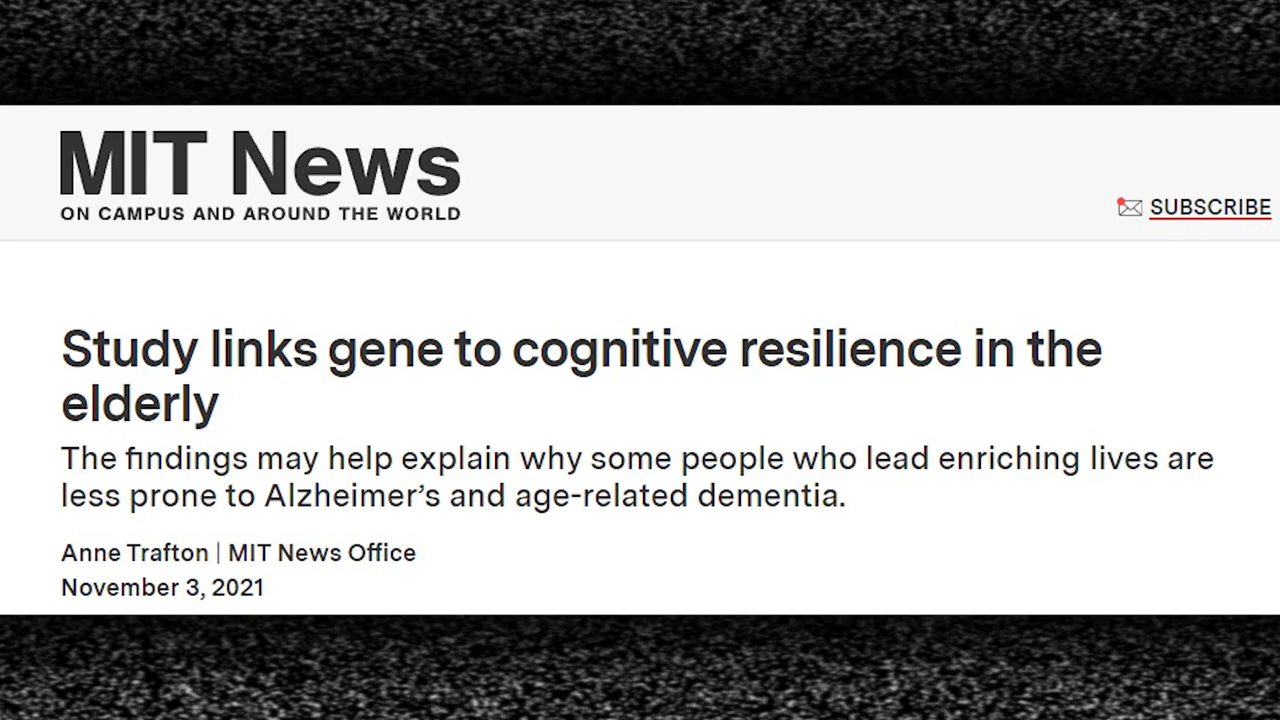 MIT News
ON CAMPUS AND AROUND THE WORLD
SUBSCRIBE
Study links gene to cognitive resilience in the
elderly
The findings may help explain why some people who lead enriching lives are
less prone to Alzheimer’s and age-related dementia.
Anne Trafton | MIT News Office
November 3, 2021